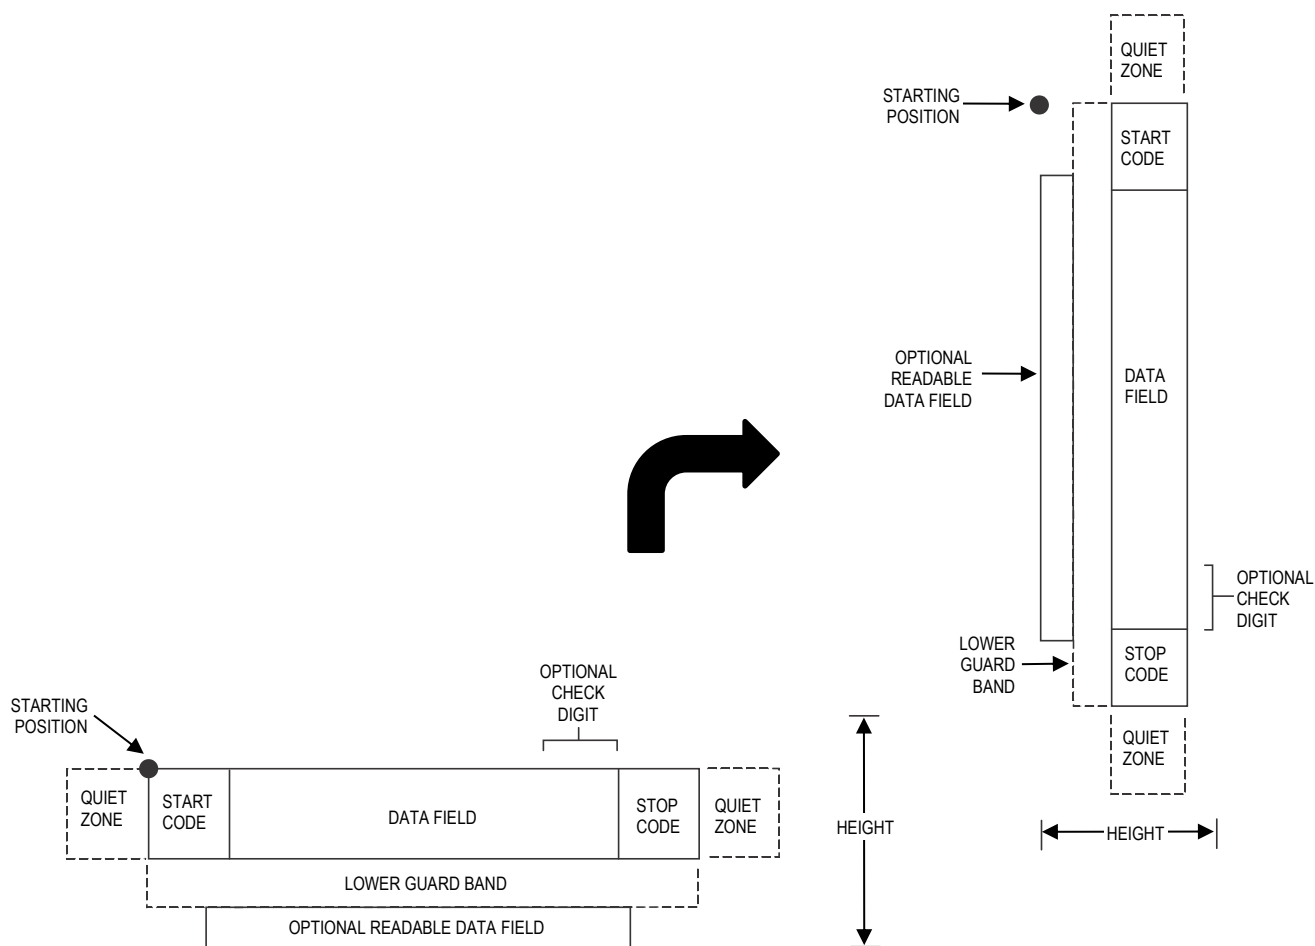 QUIET
ZONE
STARTING
POSITION
START
CODE
OPTIONAL
READABLE
DATA FIELD
DATA
FIELD
OPTIONAL
CHECK
DIGIT
LOWER
GUARD
BAND
STOP
CODE
QUIET
ZONE
HEIGHT
OPTIONAL
CHECK
DIGIT
STARTING
POSITION
QUIET
ZONE
START
CODE
DATA FIELD
STOP
CODE
QUIET
ZONE
HEIGHT
LOWER GUARD BAND
OPTIONAL READABLE DATA FIELD